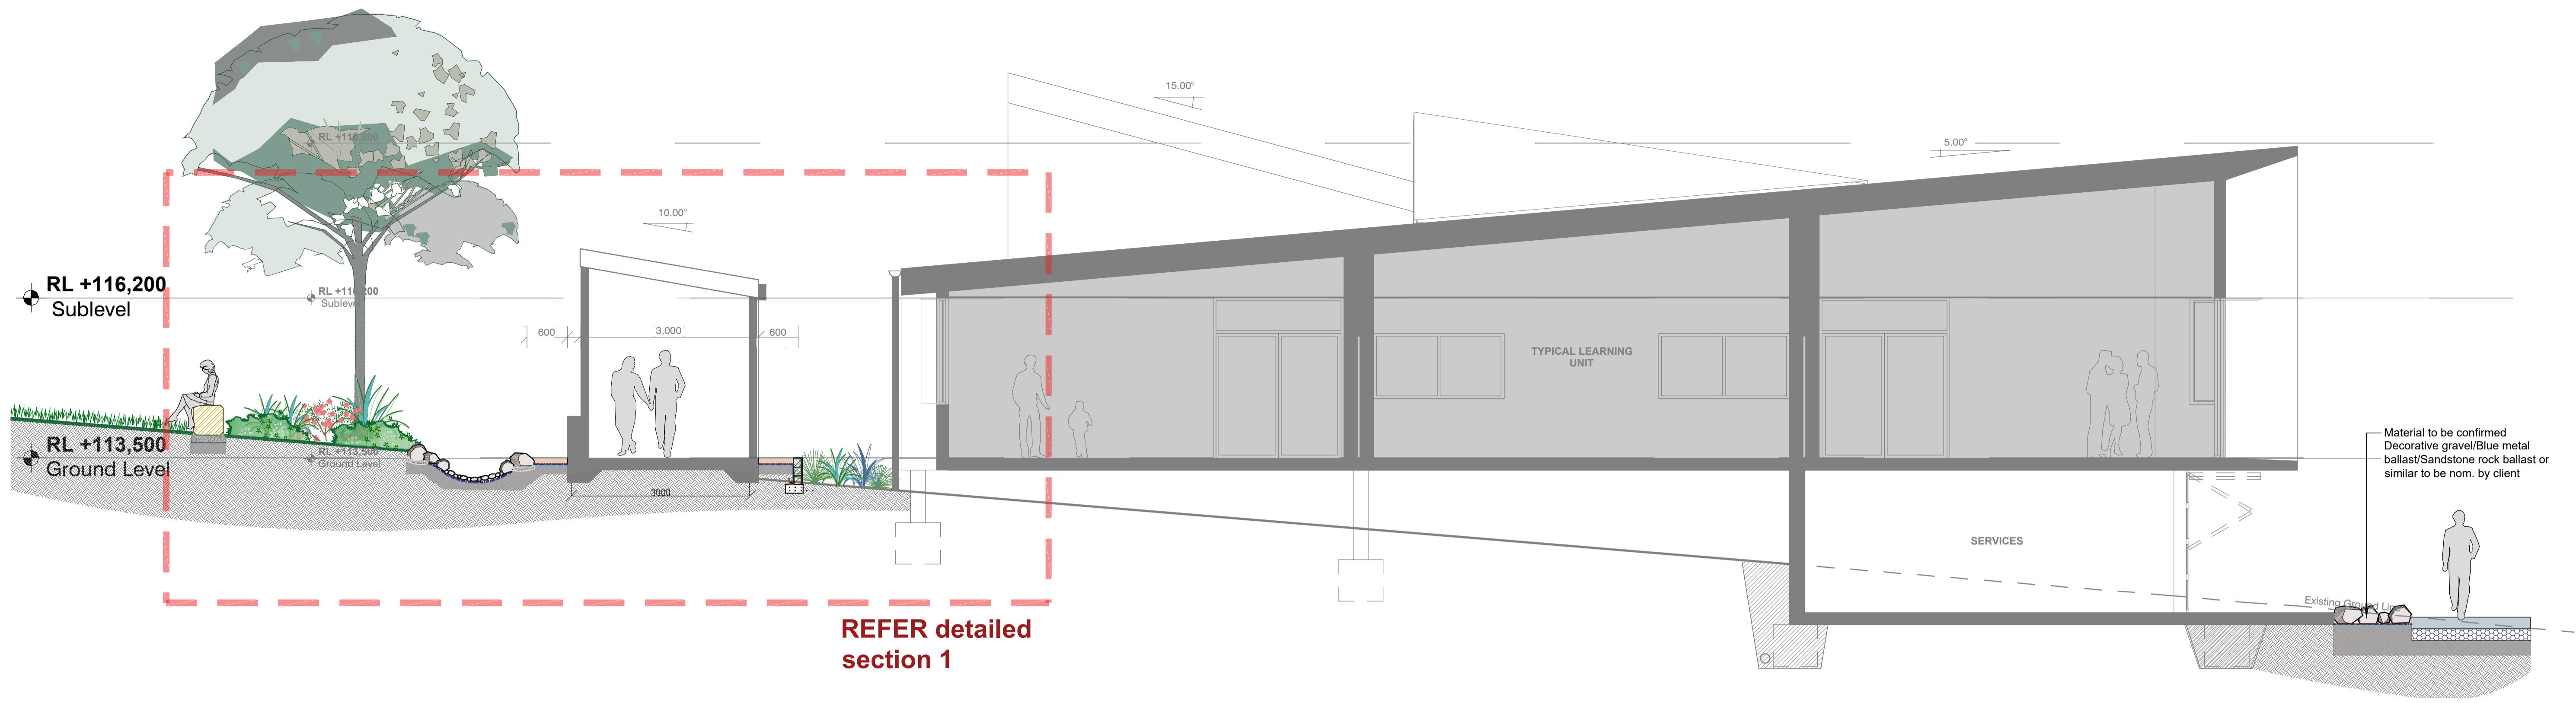 15.00°
RL +118,800
5.00°
10.00°
RL +116,200
Sublevel
RL +116,200
Sublevel
600
3,000
600
TYPICAL LEARNING
UNIT
RL +113,500
Ground Level
RL +113,500
Ground Level
Material to be confirmed
Decorative gravel/Blue metal
ballast/Sandstone rock ballast or
similar to be nom. by client
3000
SERVICES
Existing Ground Line
REFER detailed
section 1